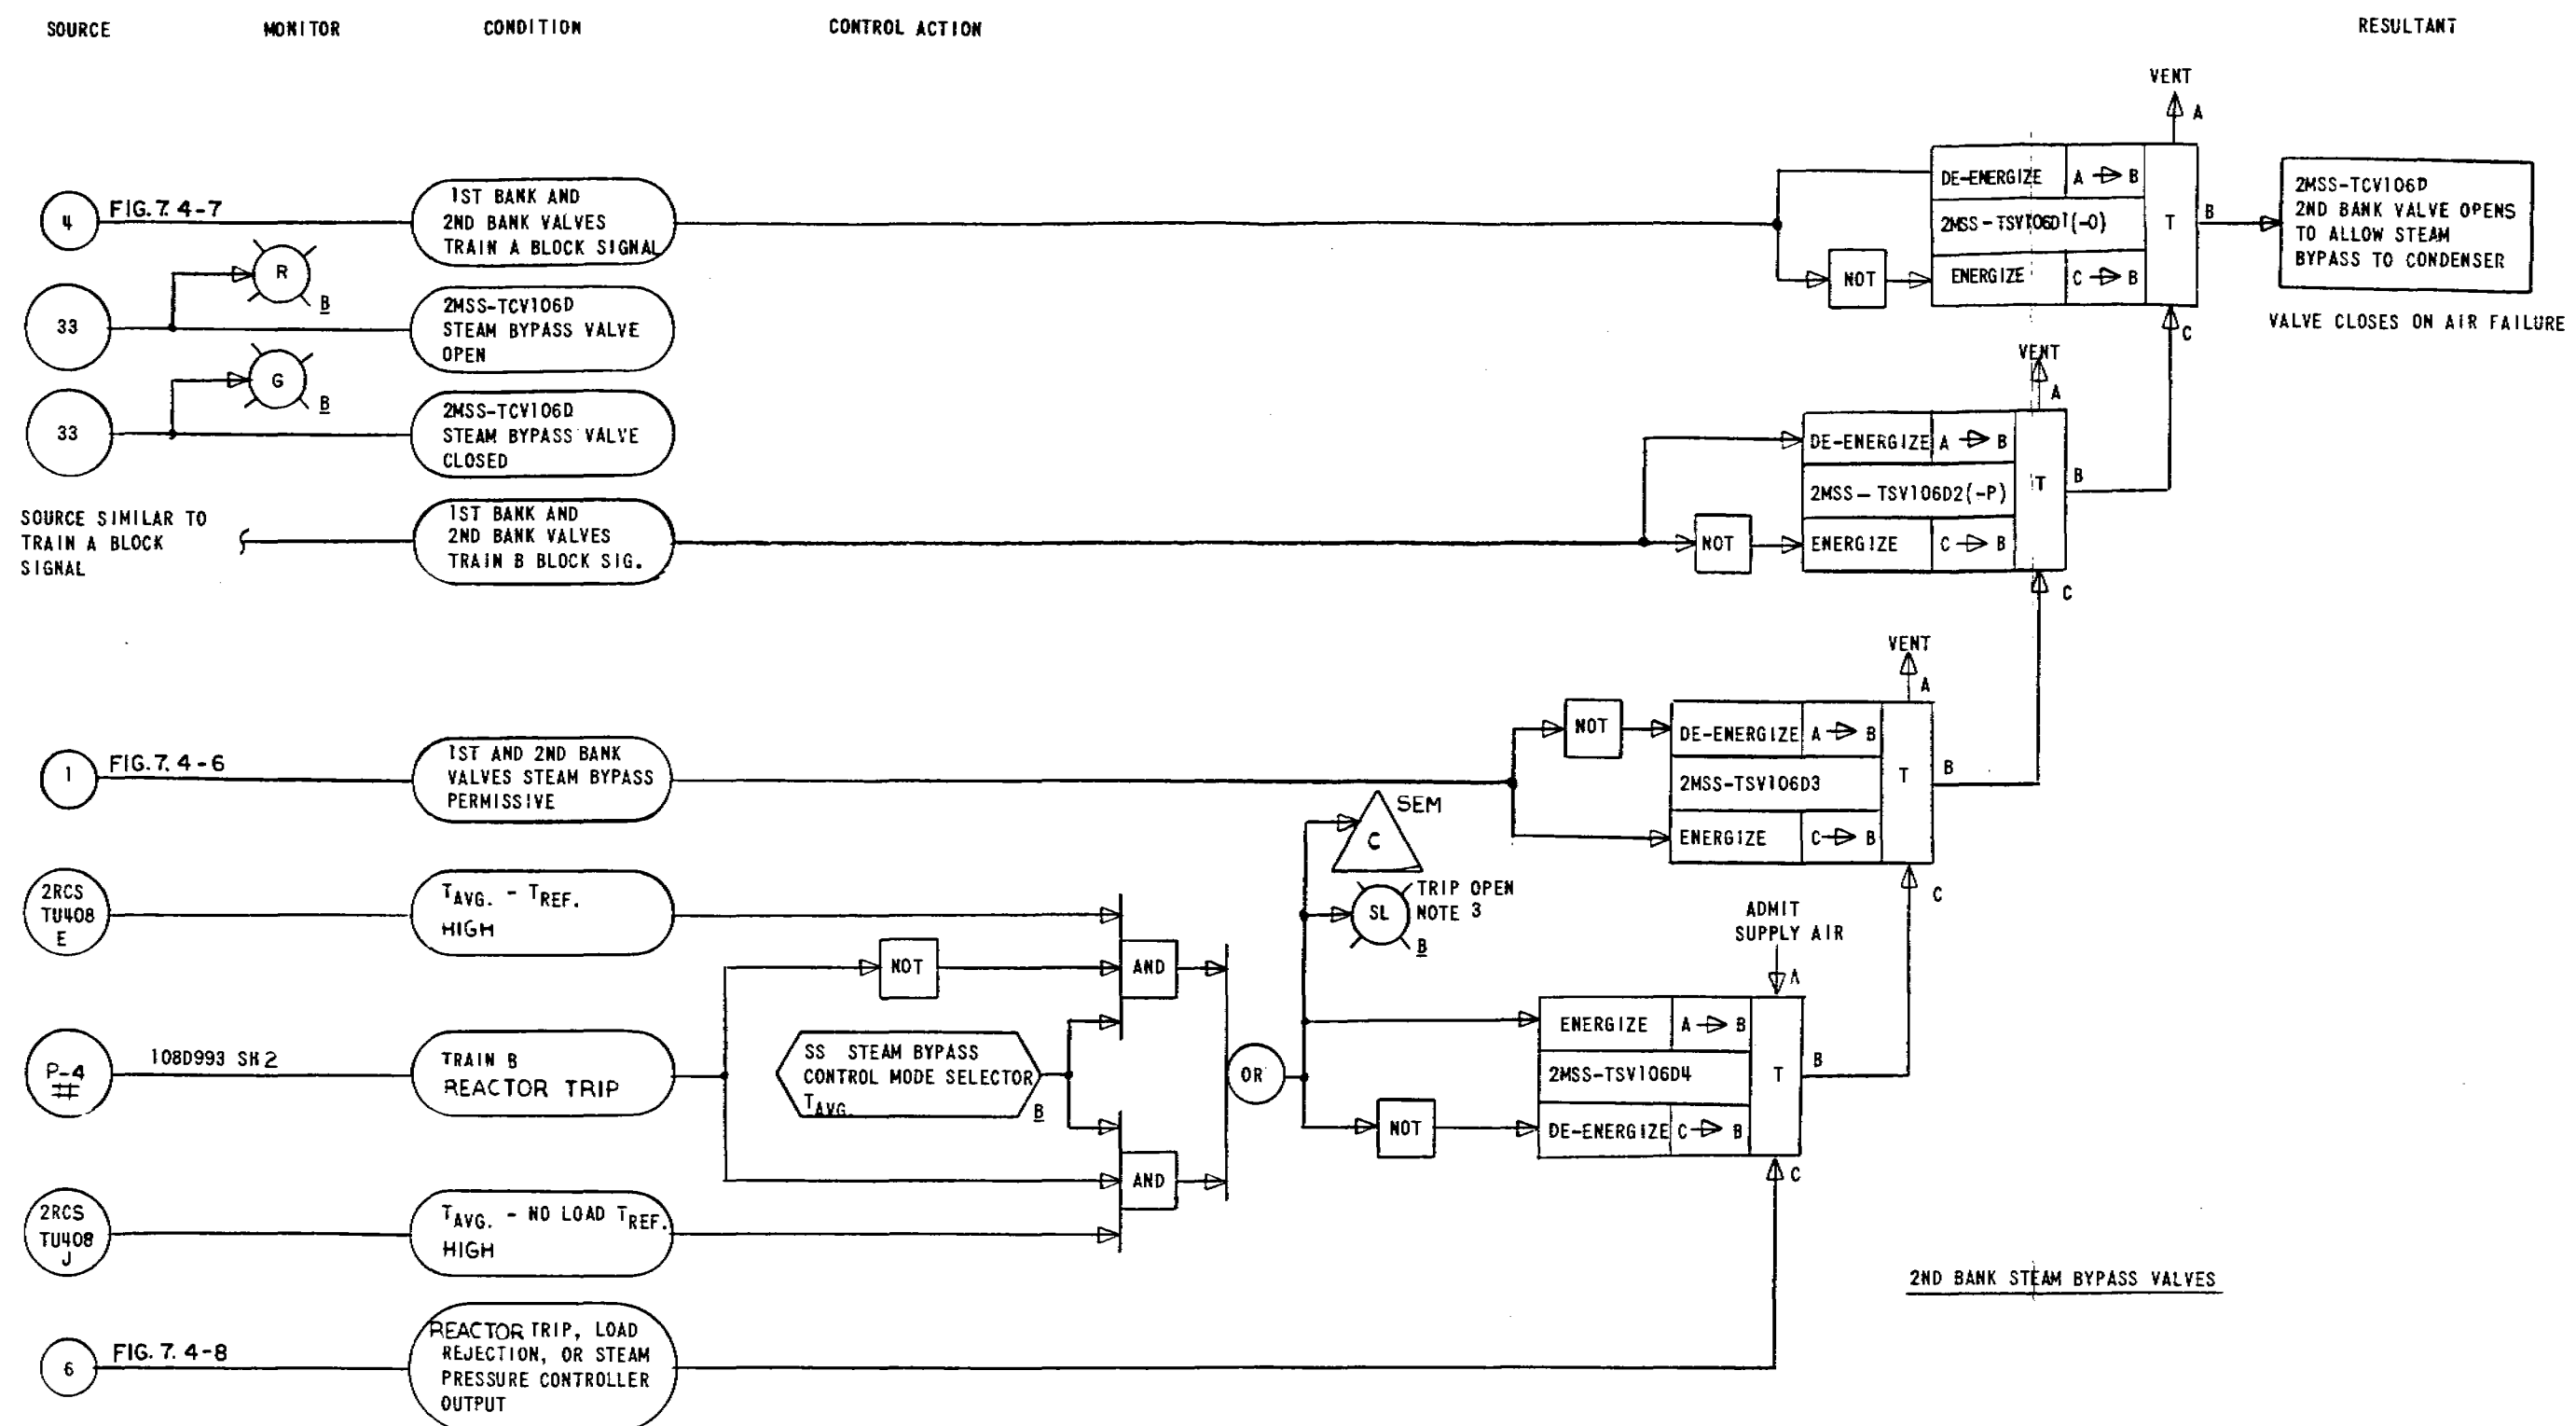 SOURCE
MONITOR
CONDITION
CONTROL ACTION
RESULTANT
VENT
A
4
FIG.7.4-7
1ST BANK AND
2ND BANK VALVES
TRAIN A BLOCK SIGNAL
DE-ENERGIZE
A
B
2MSS-TSV106D1(-O)
T
B
NOT
ENERGIZE
C
B
C
2MSS-TCV106D
2ND BANK VALVE OPENS
TO ALLOW STEAM
BYPASS TO CONDENSER
VALVE CLOSES ON AIR FAILURE
R
B
33
2MSS-TCV106D
STEAM BYPASS VALVE
OPEN
G
B
33
2MSS-TCV106D
STEAM BYPASS VALVE
CLOSED
VENT
A
DE-ENERGIZE
A
B
2MSS-TSV106D2(-P)
T
B
NOT
ENERGIZE
C
B
C
SOURCE SIMILAR TO
TRAIN A BLOCK
SIGNAL
1ST BANK AND
2ND BANK VALVES
TRAIN B BLOCK SIG.
VENT
A
1
FIG.7.4-6
1ST AND 2ND BANK
VALVES STEAM BYPASS
PERMISSIVE
NOT
DE-ENERGIZE
A
B
2MSS-TSV106D3
T
B
ENERGIZE
C
B
C
SEM
C
SL
TRIP OPEN
NOTE 3
B
2RCS
TU408
E
TAVG. - TREF.
HIGH
NOT
AND
ADMIT
SUPPLY AIR
A
P-4
#
108D993 SH 2
TRAIN B
REACTOR TRIP
SS STEAM BYPASS
CONTROL MODE SELECTOR
TAVG.
B
OR
ENERGIZE
A
B
2MSS-TSV106D4
T
B
NOT
DE-ENERGIZE
C
B
C
AND
2RCS
TU408
J
TAVG. - NO LOAD TREF.
HIGH
2ND BANK STEAM BYPASS VALVES
6
FIG.7.4-8
REACTOR TRIP, LOAD
REJECTION, OR STEAM
PRESSURE CONTROLLER
OUTPUT